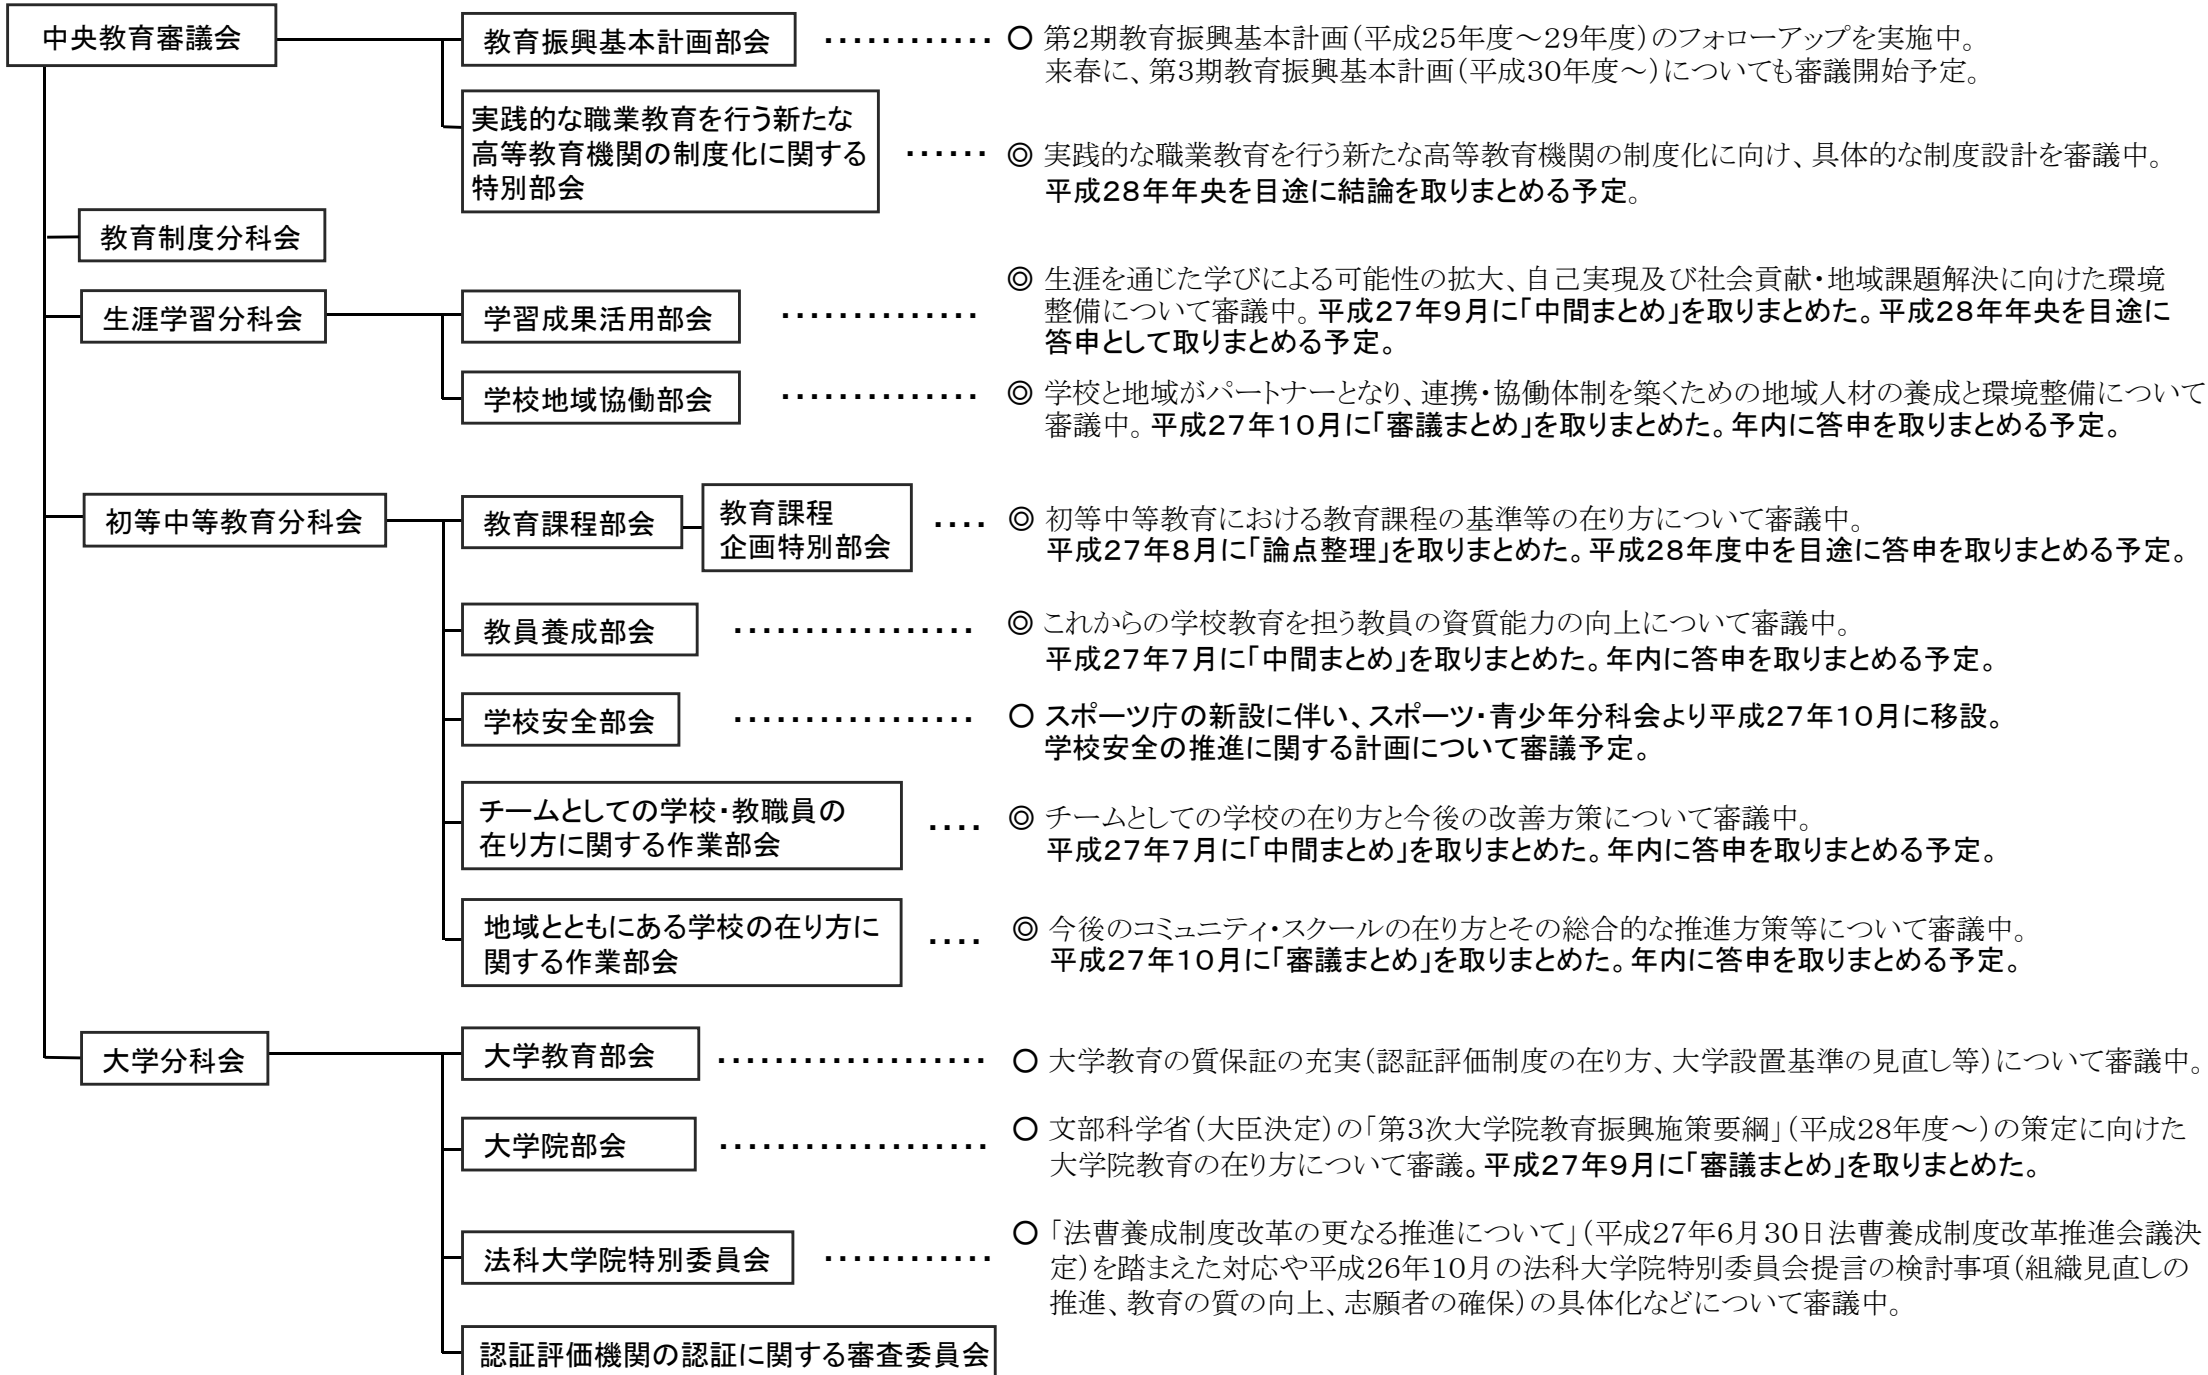 中央教育審議会
教育振興基本計画部会
‥‥‥‥‥‥
○ 第2期教育振興基本計画(平成25年度～29年度)のフォローアップを実施中。
来春に、第3期教育振興基本計画(平成30年度～)についても審議開始予定。
実践的な職業教育を行う新たな
高等教育機関の制度化に関する
特別部会
‥‥‥
◎ 実践的な職業教育を行う新たな高等教育機関の制度化に向け、具体的な制度設計を審議中。
平成28年年央を目途に結論を取りまとめる予定。
教育制度分科会
生涯学習分科会
学習成果活用部会
‥‥‥‥‥‥‥
◎ 生涯を通じた学びによる可能性の拡大、自己実現及び社会貢献・地域課題解決に向けた環境
整備について審議中。平成27年9月に「中間まとめ」を取りまとめた。平成28年年央を目途に
答申として取りまとめる予定。
学校地域協働部会
‥‥‥‥‥‥‥
◎ 学校と地域がパートナーとなり、連携・協働体制を築くための地域人材の養成と環境整備について
審議中。平成27年10月に「審議まとめ」を取りまとめた。年内に答申を取りまとめる予定。
初等中等教育分科会
教育課程部会
教育課程
企画特別部会
‥‥
◎ 初等中等教育における教育課程の基準等の在り方について審議中。
平成27年8月に「論点整理」を取りまとめた。平成28年度中を目途に答申を取りまとめる予定。
教員養成部会
‥‥‥‥‥‥‥‥
◎ これからの学校教育を担う教員の資質能力の向上について審議中。
平成27年7月に「中間まとめ」を取りまとめた。年内に答申を取りまとめる予定。
学校安全部会
‥‥‥‥‥‥‥‥
○ スポーツ庁の新設に伴い、スポーツ・青少年分科会より平成27年10月に移設。
学校安全の推進に関する計画について審議予定。
チームとしての学校・教職員の
在り方に関する作業部会
‥‥
◎ チームとしての学校の在り方と今後の改善方策について審議中。
平成27年7月に「中間まとめ」を取りまとめた。年内に答申を取りまとめる予定。
地域とともにある学校の在り方に
関する作業部会
‥‥
◎ 今後のコミュニティ・スクールの在り方とその総合的な推進方策等について審議中。
平成27年10月に「審議まとめ」を取りまとめた。年内に答申を取りまとめる予定。
大学分科会
大学教育部会
‥‥‥‥‥‥‥‥‥
○ 大学教育の質保証の充実(認証評価制度の在り方、大学設置基準の見直し等)について審議中。
大学院部会
‥‥‥‥‥‥‥‥‥
○ 文部科学省(大臣決定)の「第3次大学院教育振興施策要綱」(平成28年度～)の策定に向けた
大学院教育の在り方について審議。平成27年9月に「審議まとめ」を取りまとめた。
法科大学院特別委員会
‥‥‥‥‥‥
○ 「法曹養成制度改革の更なる推進について」(平成27年6月30日法曹養成制度改革推進会議決
定)を踏まえた対応や平成26年10月の法科大学院特別委員会提言の検討事項(組織見直しの
推進、教育の質の向上、志願者の確保)の具体化などについて審議中。
認証評価機関の認証に関する審査委員会